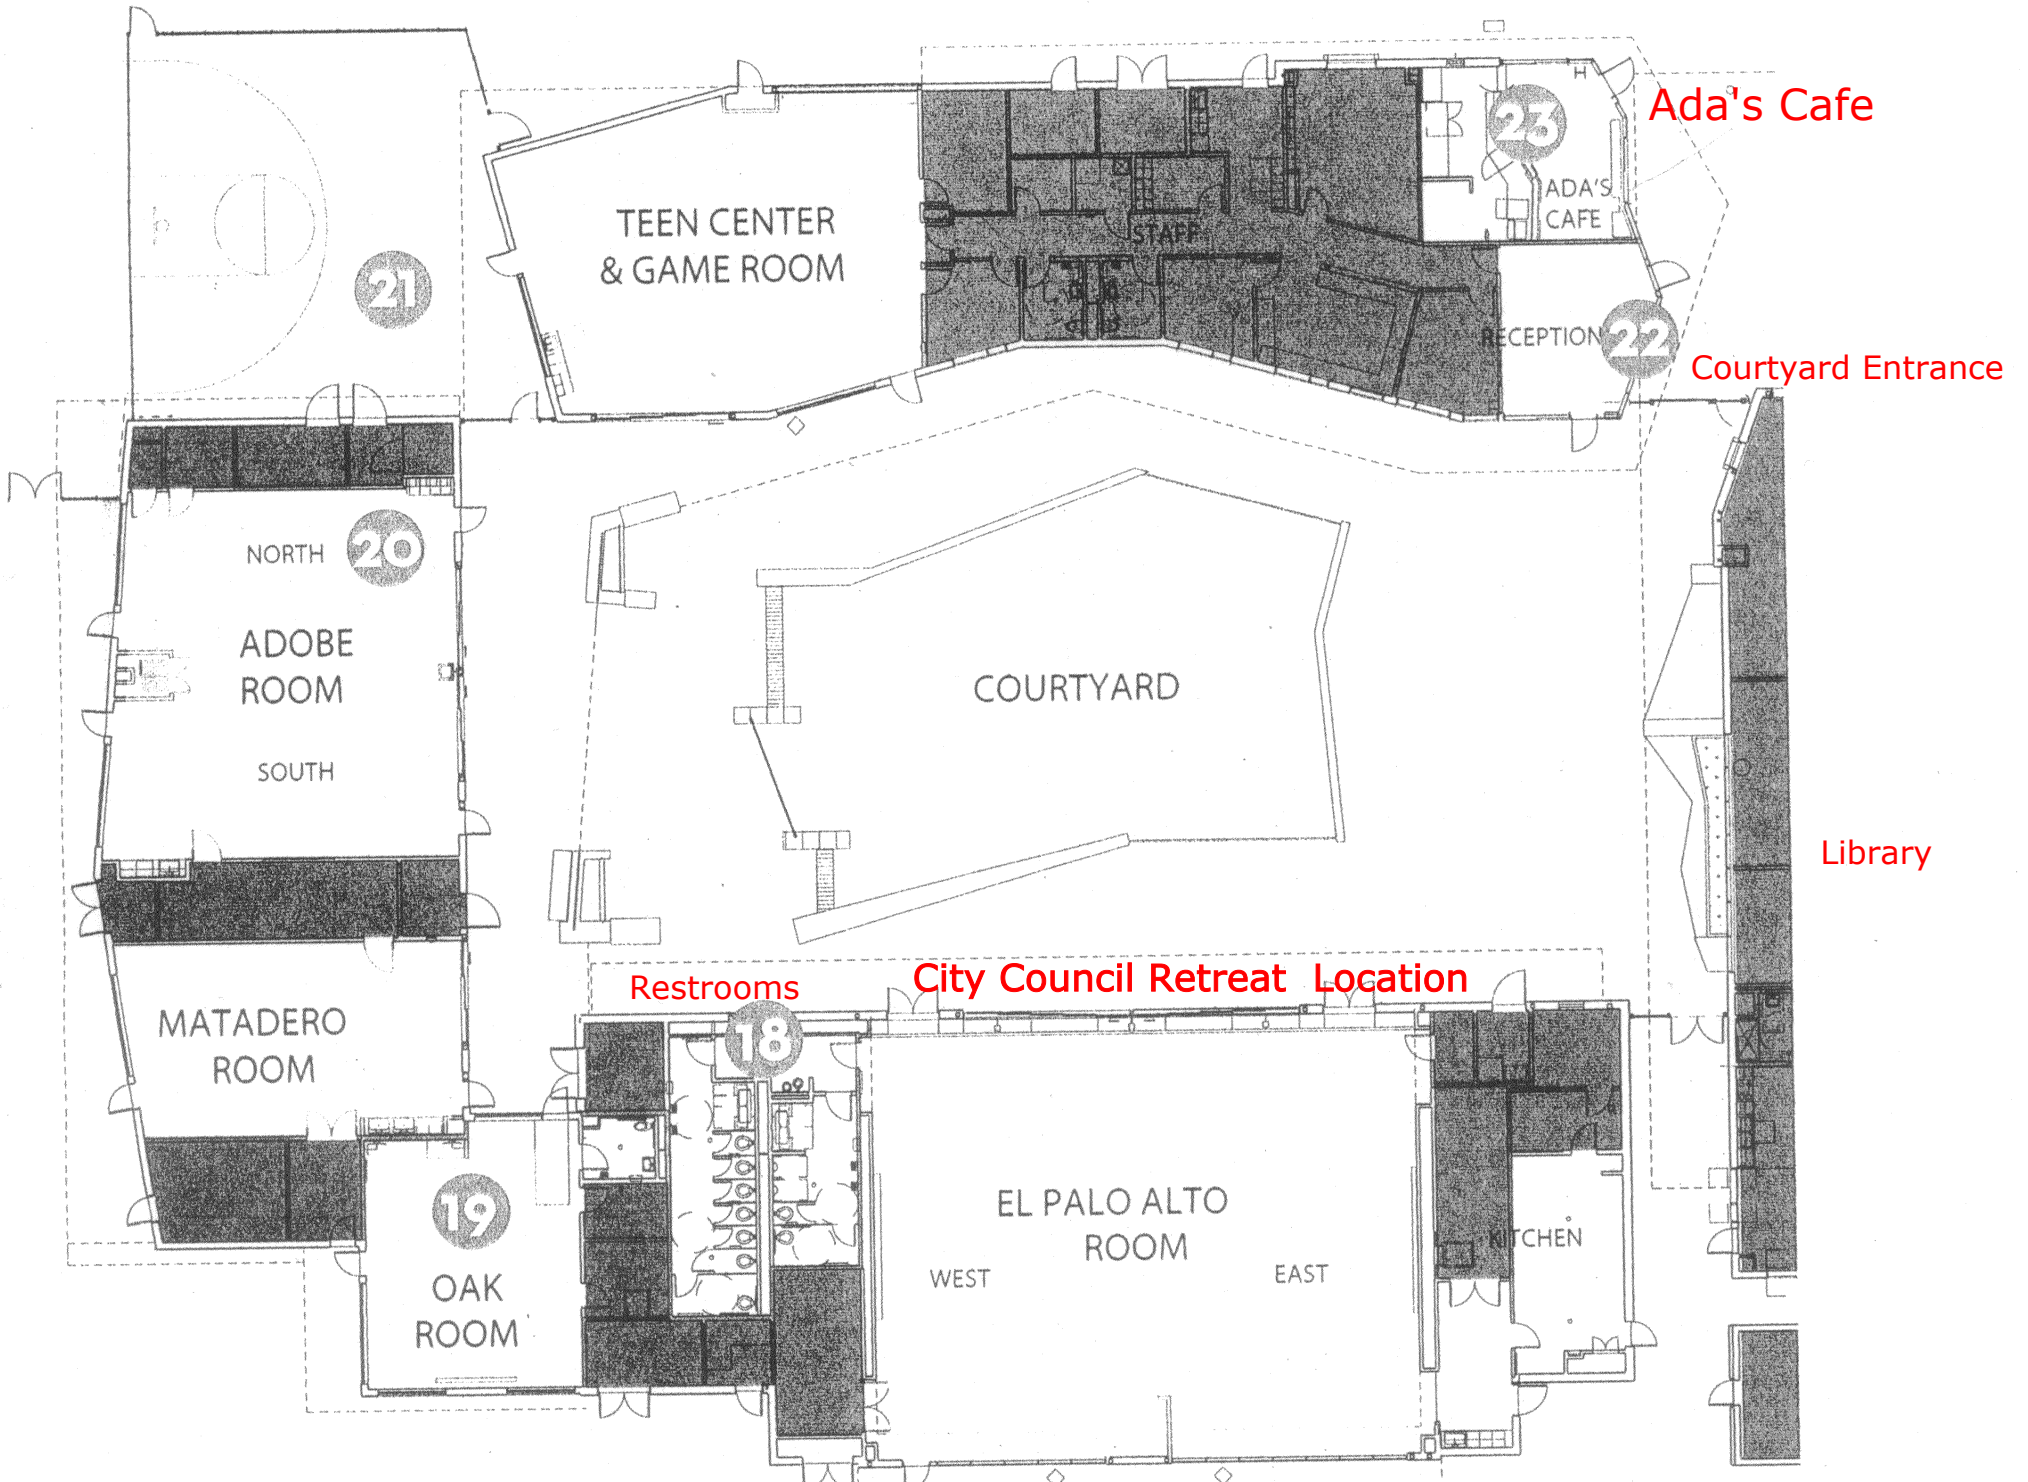 Ada's Cafe
23
ADA'S
CAFE
TEEN CENTER
& GAME ROOM
STAFF
21
RECEPTION
22
Courtyard Entrance
NORTH
20
ADOBE
ROOM
SOUTH
COURTYARD
Library
City Council Retreat Location
Restrooms
18
MATADERO
ROOM
19
OAK
ROOM
EL PALO ALTO
ROOM
WEST
EAST
KITCHEN